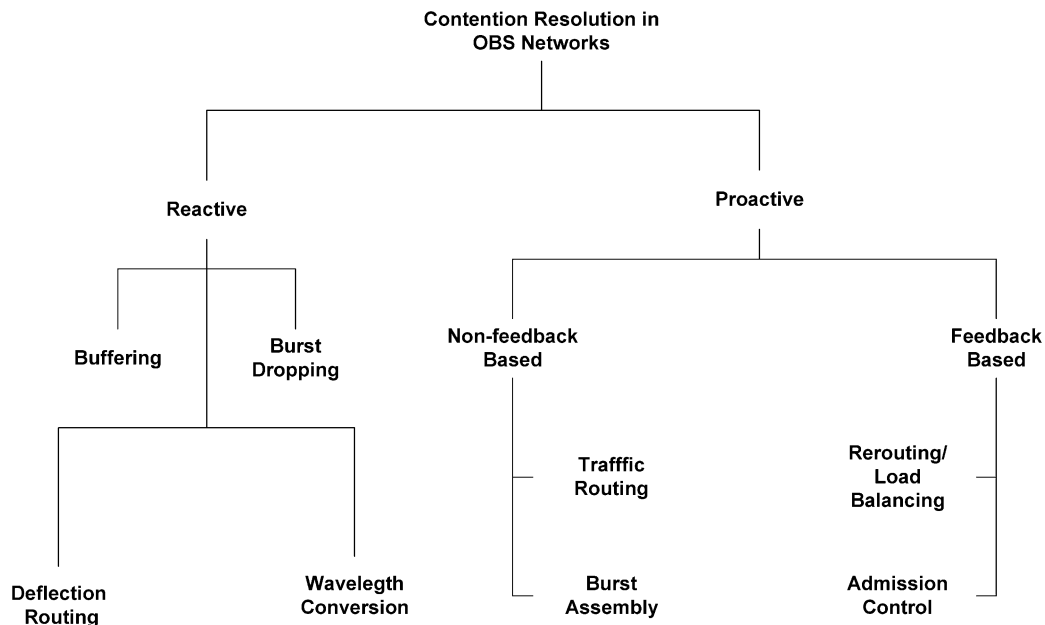 Contention Resolution in
OBS Networks
Reactive
Proactive
Buffering
Burst
Dropping
Non-feedback
Based
Feedback
Based
Trafffic
Routing
Rerouting/
Load
Balancing
Deflection
Routing
Wavelegth
Conversion
Burst
Assembly
Admission
Control